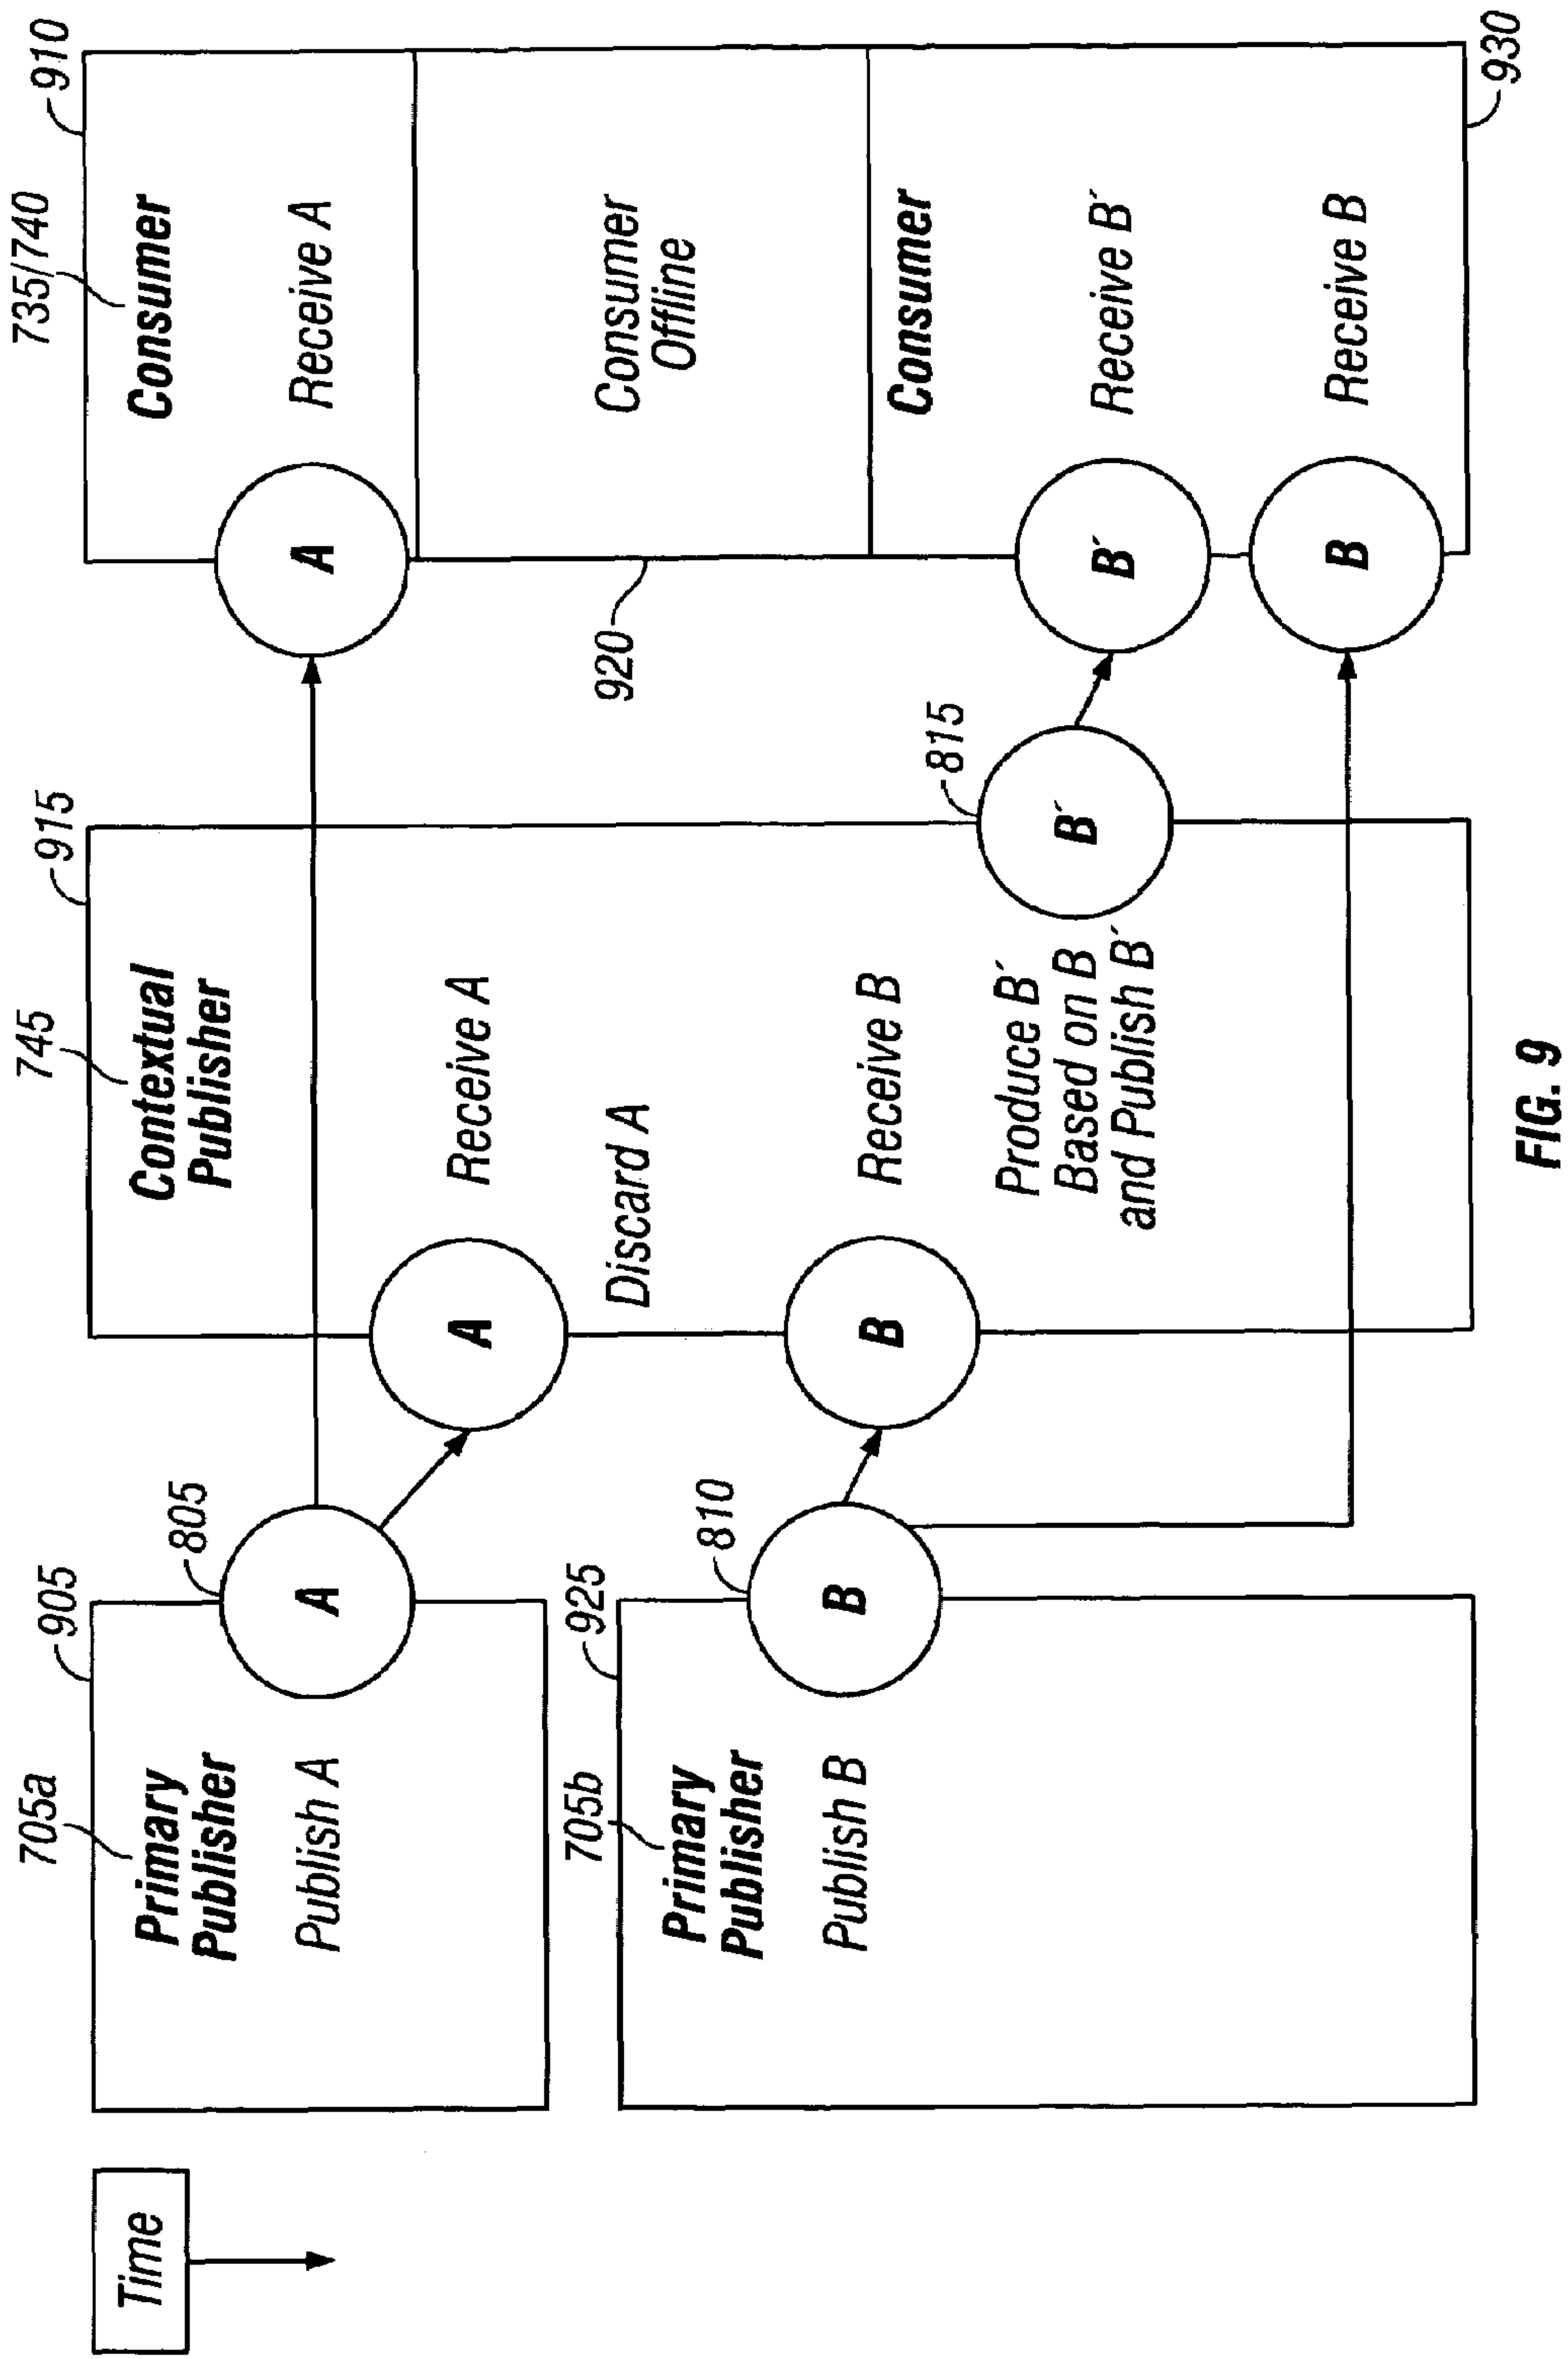 Time
705a
905
Primary
Publisher
Publish A
805
A
705b
925
Primary
Publisher
Publish B
810
B
745
915
Contextual
Publisher
A
Receive A
Discard A
B
Receive B
Produce B´
Based on B
and Publish B´
815
B´
735/740
910
Consumer
Receive A
A
920
Consumer
Offline
Consumer
Receive B´
B´
Receive B
B
930
FIG. 9